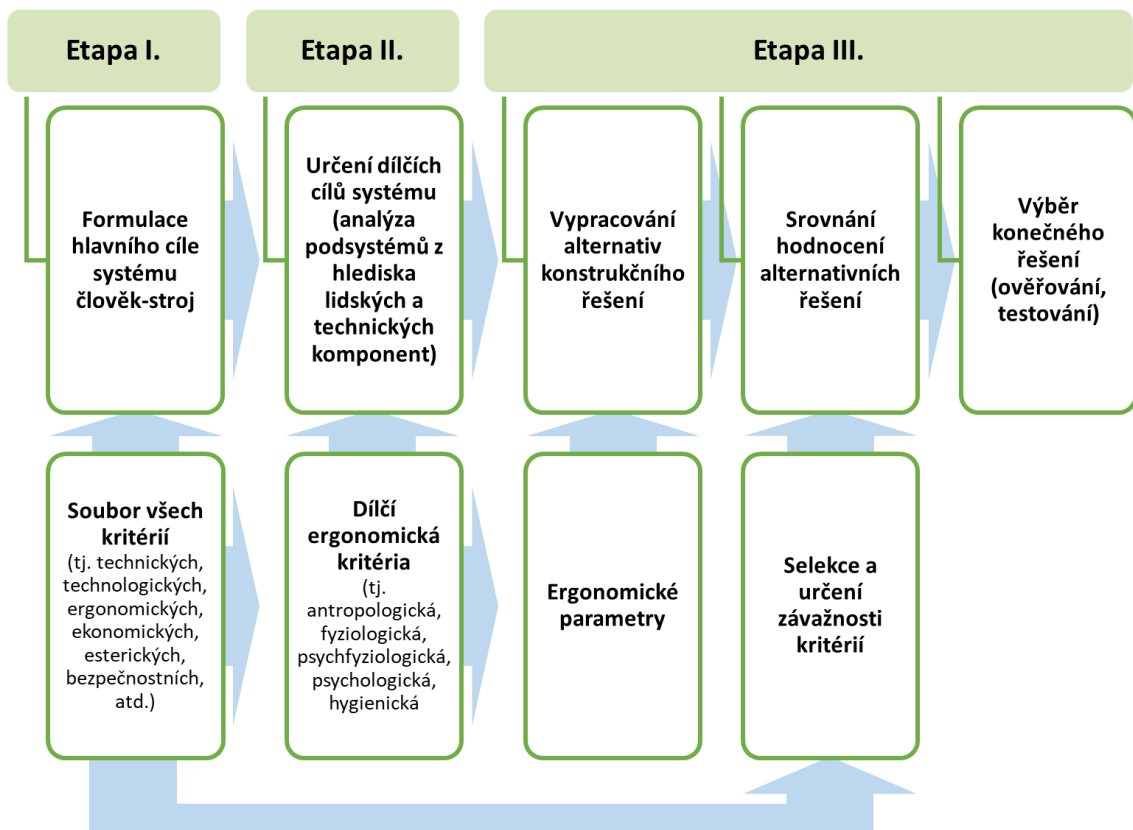 Etapa I.
Etapa II.
Etapa III.
Formulace
hlavního cíle
systému
člověk-stroj
Určení dílčích
cílů systému
(analýza
podsystémů z
hlediska
lidských a
technických
komponent)
Vypracování
alternativ
konstrukčního
řešení
Srovnání
hodnocení
alternativních
řešení
Výběr
konečného
řešení
(ověřování,
testování)
Soubor všech
kritérií
(tj. technických,
technologických,
ergonomických,
ekonomických,
esterických,
bezpečnostních,
atd.)
Dílčí
ergonomická
kritéria
(tj.
antropologická,
fyziologická,
psychfyziologická,
psychologická,
hygienická
Ergonomické
parametry
Selekce a
určení
závažnosti
kritérií